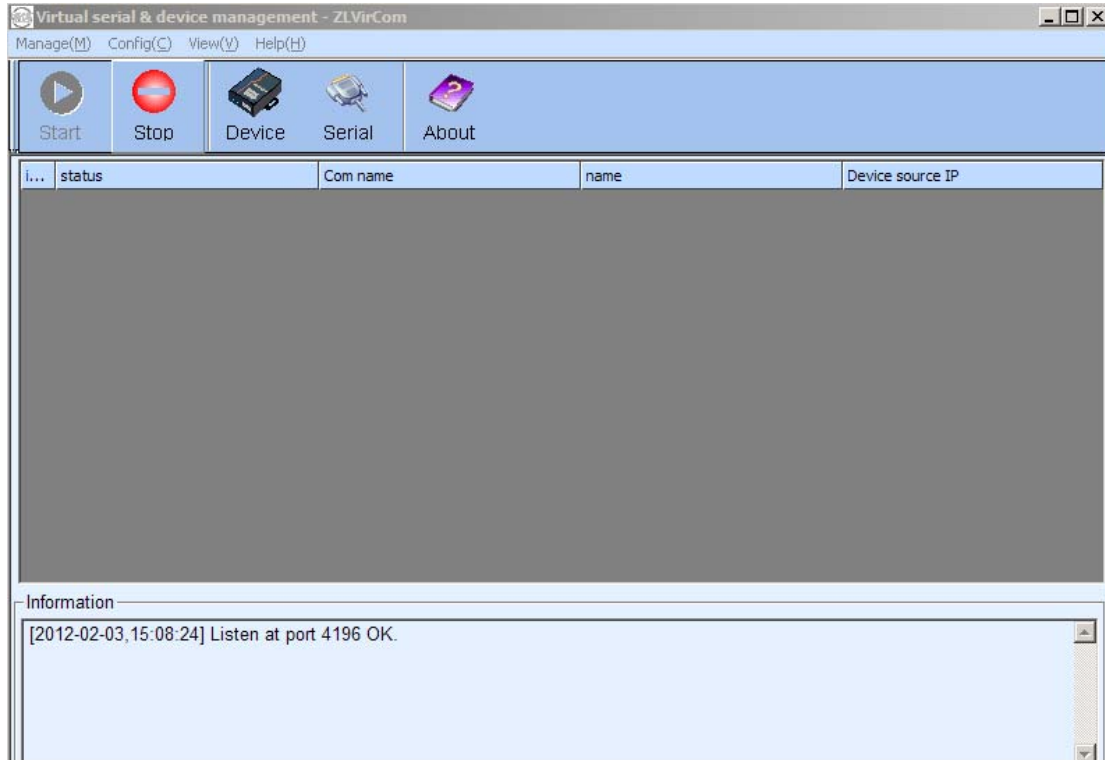 Virtual serial & device management - ZLVirCom
Manage(M) Config(C) View(V) Help(H)
Start Stop Device Serial About
i... status Com name name Device source IP
Information
[2012-02-03,15:08:24] Listen at port 4196 OK.